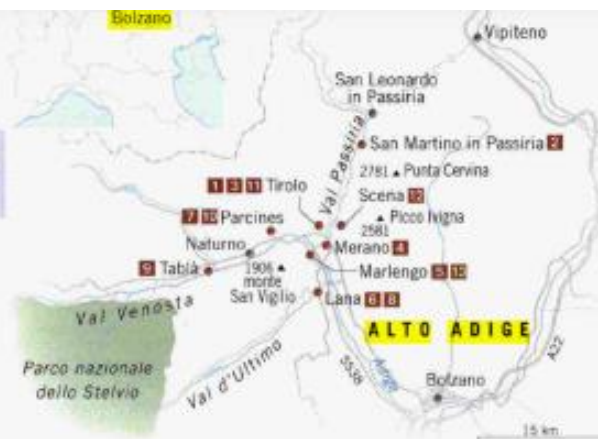 Bolzano
Vipiteno
San Leonardo
in Passiria
San Martino in Passiria 2
Val Passiria
2781 Punta Cervina
1 3 11 Tirolo
Scena 12
7 10 Parcines
Picco Ivigna
2581
Naturno
Merano 4
9 Tablà
1906
monte
San Viglio
Marlengo 5 13
Lana 6 8
Val Venosta
ALTO ADIGE
Parco nazionale
dello Stelvio
Val d'Ultimo
SS38
Adige
A22
Bolzano
15 km